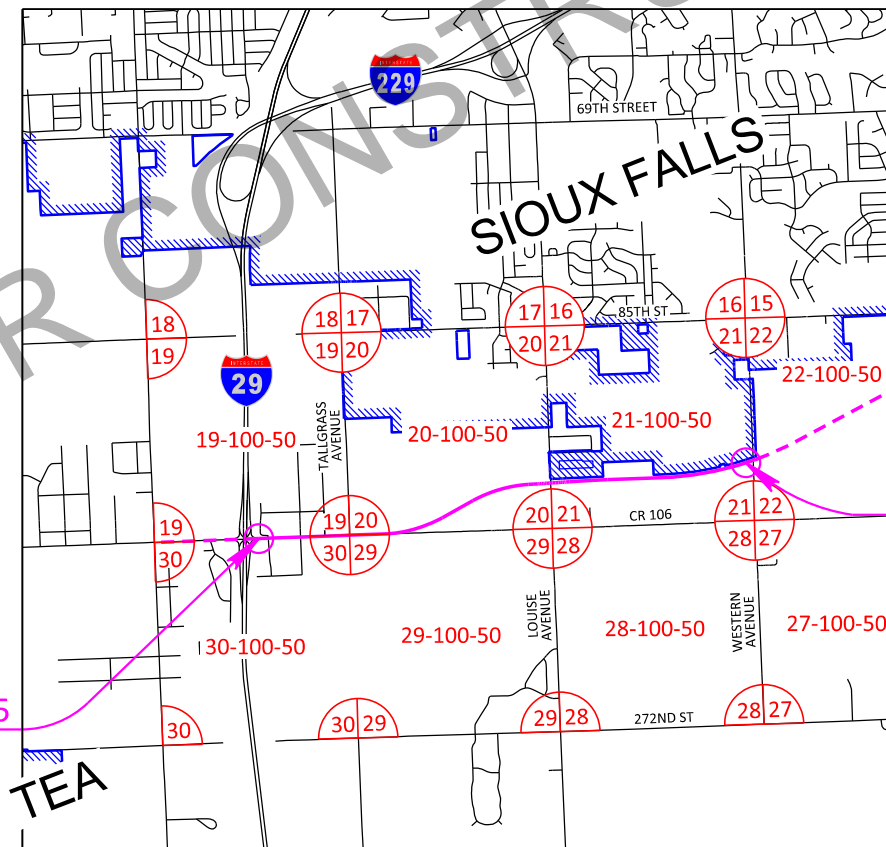 R CONSTRU
INTERSTATE
229
69TH STREET
SIOUX FALLS
18
19
18 17
19 20
17 16
20 21
85TH ST
16 15
21 22
INTERSTATE
29
22-100-50
19-100-50
TALLGRASS
AVENUE
20-100-50
21-100-50
19
30
19 20
30 29
20 21
29 28
CR 106
21 22
28 27
LOUISE
AVENUE
WESTERN
AVENUE
30-100-50
29-100-50
28-100-50
27-100-50
5
30
30 29
29 28
272ND ST
28 27
TEA